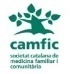 camfic
societat catalana de
medicina familiar i
comunitària